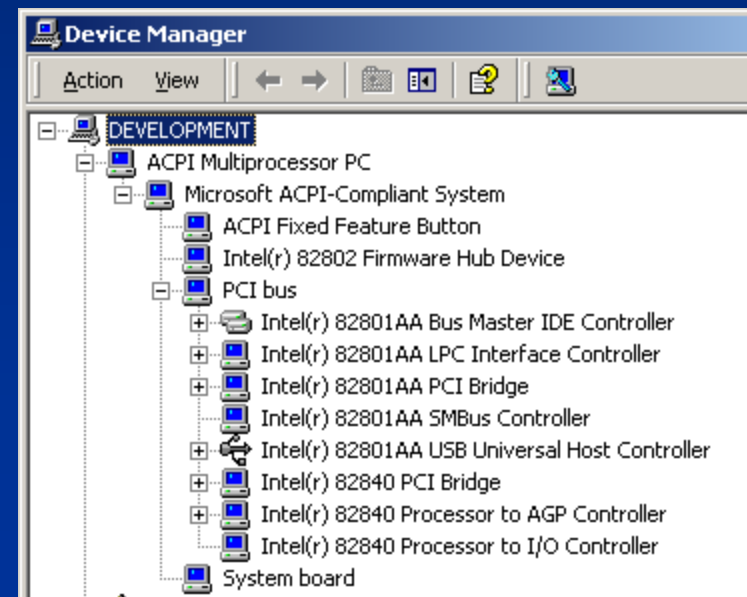 Device Manager
Action View
DEVELOPMENT
ACPI Multiprocessor PC
Microsoft ACPI-Compliant System
ACPI Fixed Feature Button
Intel(r) 82802 Firmware Hub Device
PCI bus
Intel(r) 82801AA Bus Master IDE Controller
Intel(r) 82801AA LPC Interface Controller
Intel(r) 82801AA PCI Bridge
Intel(r) 82801AA SMBus Controller
Intel(r) 82801AA USB Universal Host Controller
Intel(r) 82840 PCI Bridge
Intel(r) 82840 Processor to AGP Controller
Intel(r) 82840 Processor to I/O Controller
System board